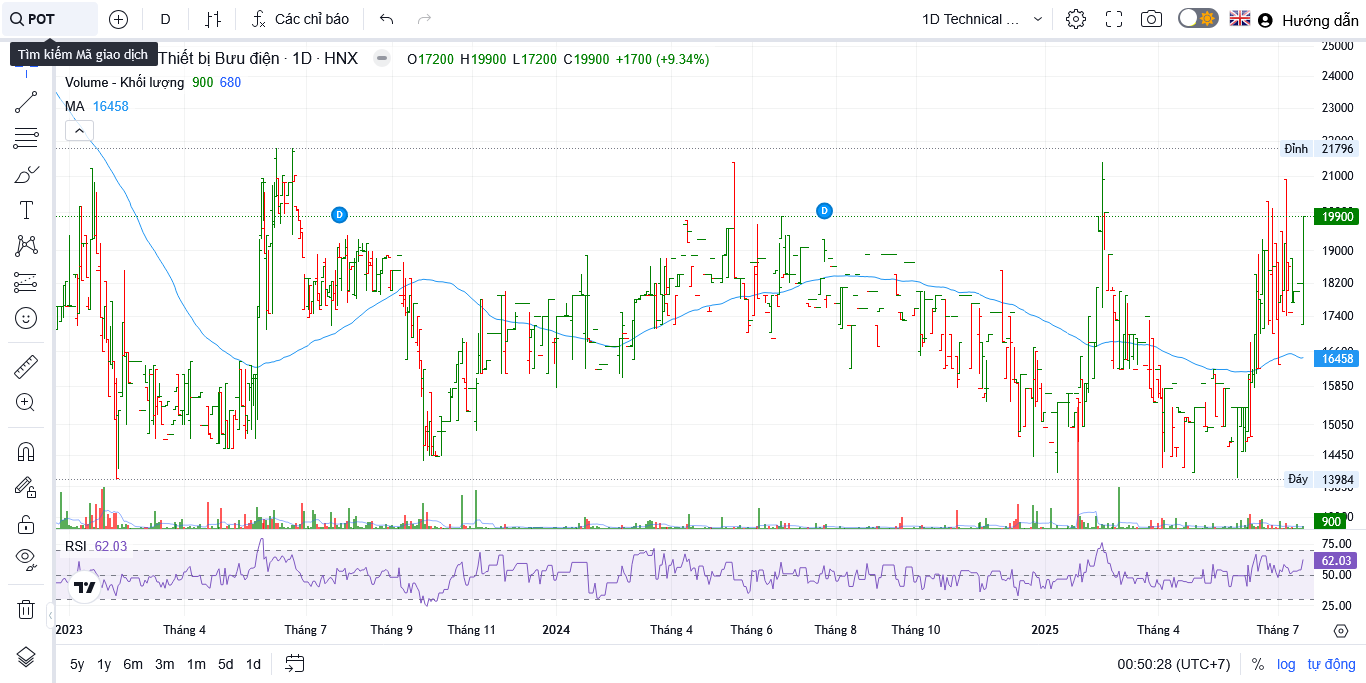 POT
D
Các chỉ báo
1D Technical ...
Hướng dẫn
Tìm kiếm Mã giao dịch
Thiết bị Bưu điện · 1D · HNX
O17200 H19900 L17200 C19900 +1700 (+9.34%)
Volume - Khối lượng 900 680
MA 16458
25000
24000
23000
Đỉnh 21796
21000
D
D
19900
19000
18200
17400
16458
15850
15050
14450
Đáy 13984
900
RSI 62.03
75.00
62.03
50.00
25.00
2023
Tháng 4
Tháng 7
Tháng 9
Tháng 11
2024
Tháng 4
Tháng 6
Tháng 8
Tháng 10
2025
Tháng 4
Tháng 7
5y 1y 6m 3m 1m 5d 1d
00:50:28 (UTC+7)
% log tự động